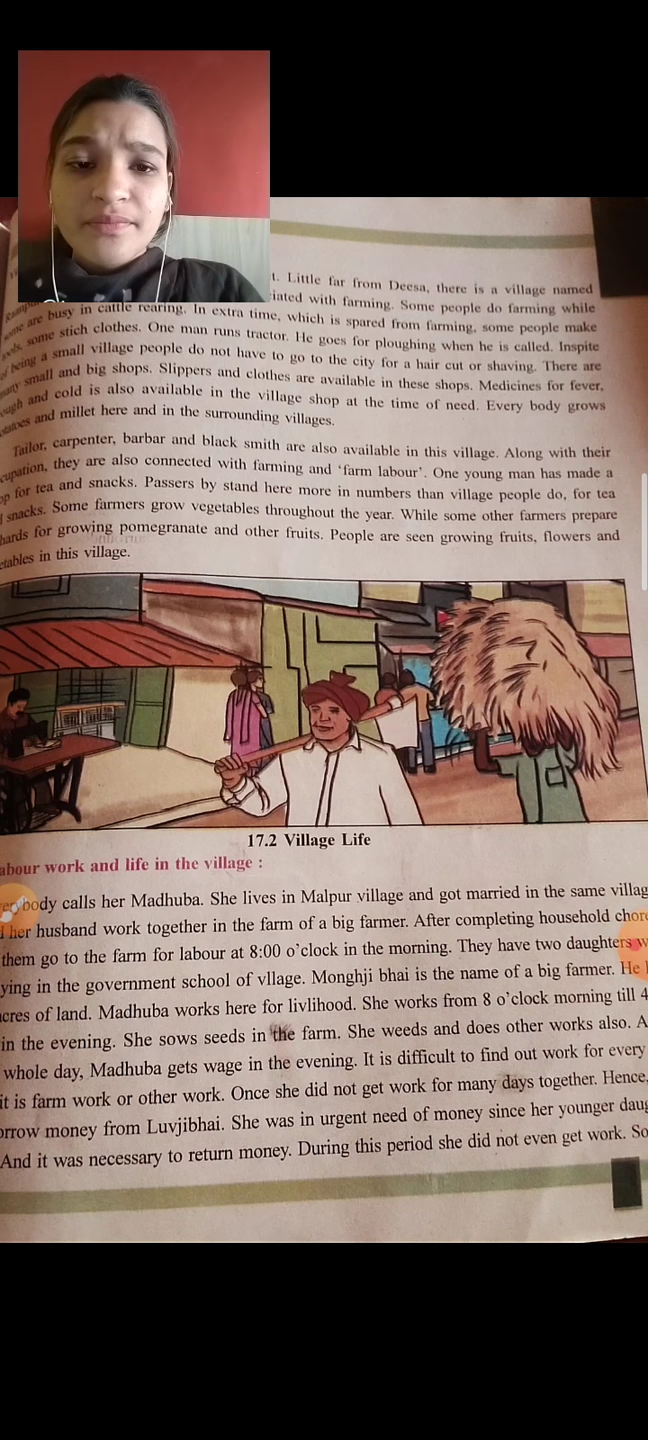 t. Little far from Deesa, there is a village named
ciated with farming. Some people do farming while
some are busy in cattle rearing. In extra time, which is spared from farming, some people make
tools, some stich clothes. One man runs tractor. He goes for ploughing when he is called. Inspite
of being a small village people do not have to go to the city for a hair cut or shaving. There are
many small and big shops. Slippers and clothes are available in these shops. Medicines for fever,
ough and cold is also available in the village shop at the time of need. Every body grows
otatoes and millet here and in the surrounding villages.
Tailor, carpenter, barbar and black smith are also available in this village. Along with their
cupation, they are also connected with farming and ‘farm labour’. One young man has made a
op for tea and snacks. Passers by stand here more in numbers than village people do, for tea
snacks. Some farmers grow vegetables throughout the year. While some other farmers prepare
hards for growing pomegranate and other fruits. People are seen growing fruits, flowers and
etables in this village.
17.2 Village Life
abour work and life in the village :
erybody calls her Madhuba. She lives in Malpur village and got married in the same villag
her husband work together in the farm of a big farmer. After completing household chore
them go to the farm for labour at 8:00 o’clock in the morning. They have two daughters w
ying in the government school of vllage. Monghji bhai is the name of a big farmer. He
acres of land. Madhuba works here for livlihood. She works from 8 o’clock morning till 4
in the evening. She sows seeds in the farm. She weeds and does other works also. A
whole day, Madhuba gets wage in the evening. It is difficult to find out work for every
it is farm work or other work. Once she did not get work for many days together. Hence,
orrow money from Luvjibhai. She was in urgent need of money since her younger daug
And it was necessary to return money. During this period she did not even get work. So